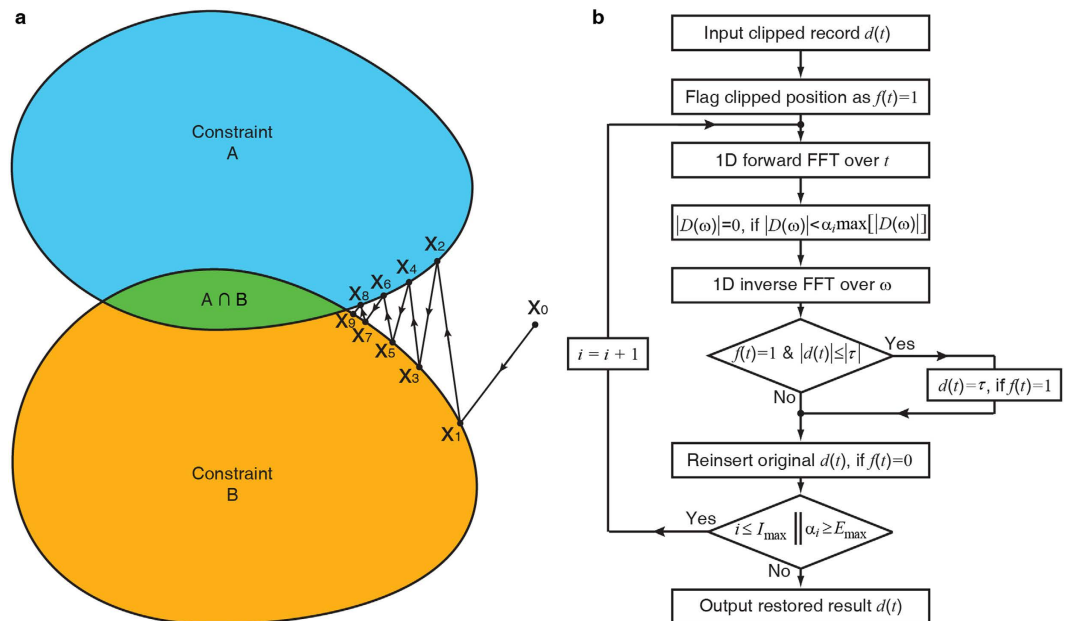 a
Constraint
A
A ∩ B
Constraint
B
X0
X1
X2
X3
X4
X5
X6
X7
X8
X9
b
Input clipped record d(t)
Flag clipped position as f(t)=1
1D forward FFT over t
|D(ω)|=0, if |D(ω)|<αᵢmax[|D(ω)|]
1D inverse FFT over ω
f(t)=1 & |d(t)|≤|τ|
Yes
d(t)=τ, if f(t)=1
No
Reinsert original d(t), if f(t)=0
i ≤ Imax ‖ αᵢ ≥ Emax
Yes
i = i + 1
No
Output restored result d(t)